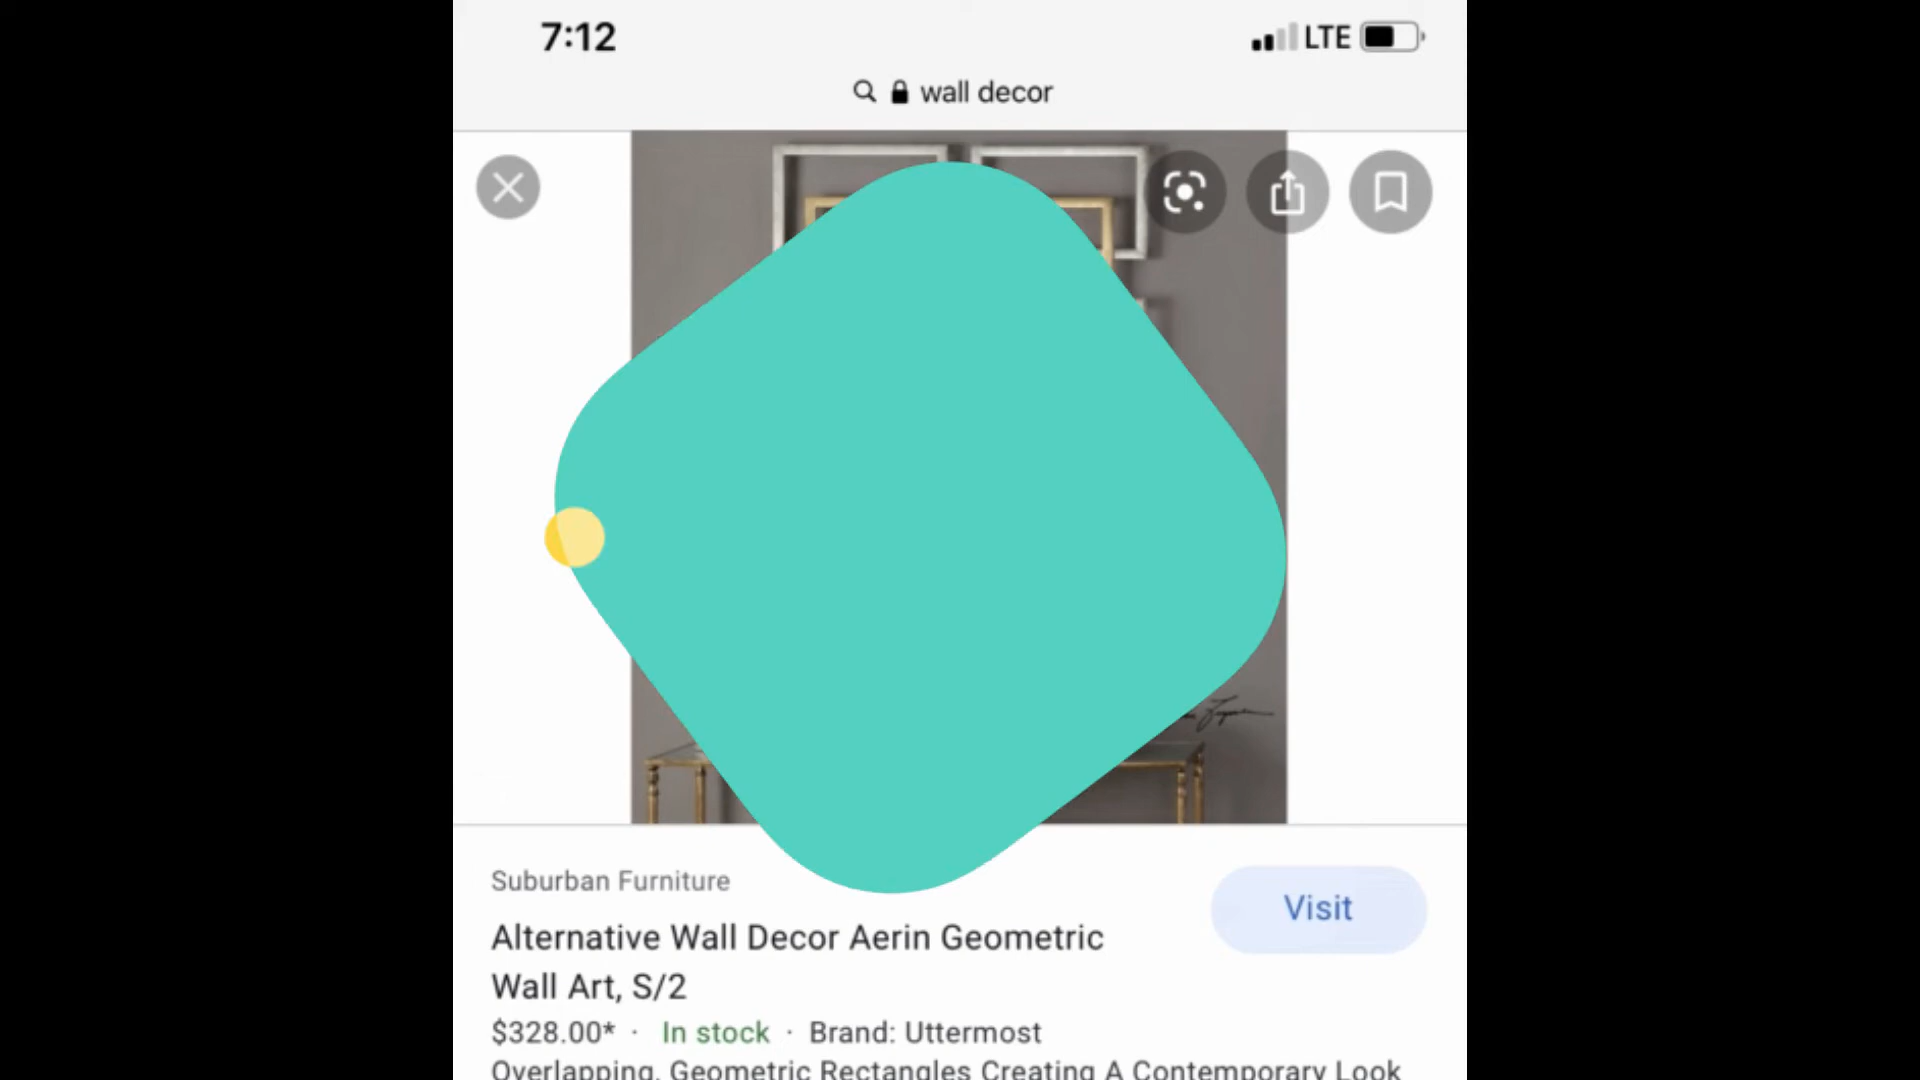 7:12
LTE
wall decor
Suburban Furniture
Visit
Alternative Wall Decor Aerin Geometric
Wall Art, S/2
$328.00* · In stock · Brand: Uttermost
Overlapping, Geometric Rectangles Creating A Contemporary Look